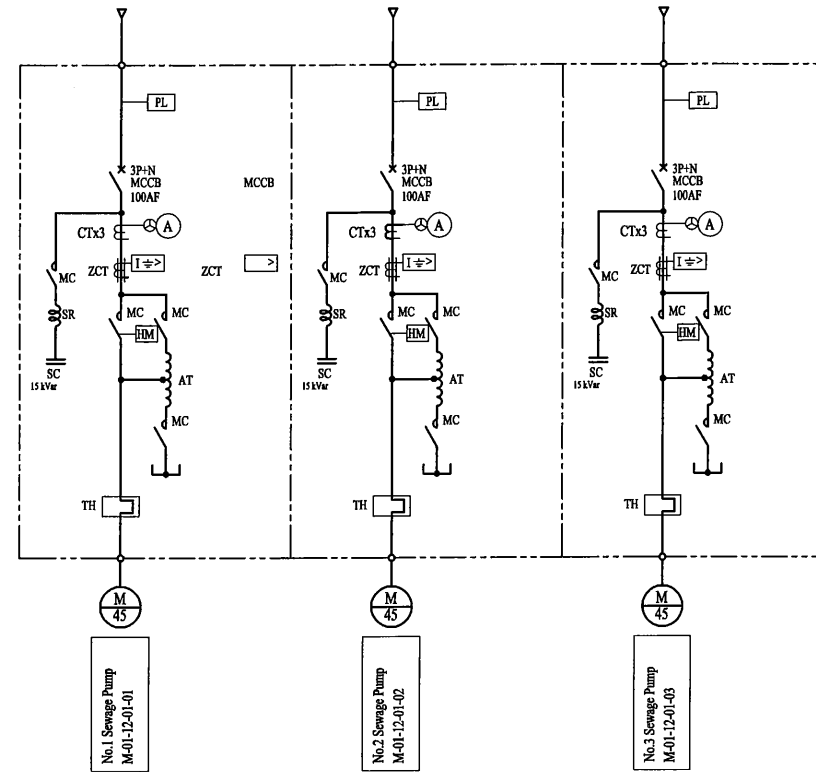 PL
3P+N
MCCB
100AF
CTx3
A
ZCT
I ⏚ >
MC
SR
SC
15 kVar
MC
HM
MC
AT
MC
TH
M
45
No.1 Sewage Pump
M-01-12-01-01
MCCB
ZCT
>
PL
3P+N
MCCB
100AF
CTx3
A
ZCT
I ⏚ >
MC
SR
SC
15 kVar
MC
HM
MC
AT
MC
TH
M
45
No.2 Sewage Pump
M-01-12-01-02
PL
3P+N
MCCB
100AF
CTx3
A
ZCT
I ⏚ >
MC
SR
SC
15 kVar
MC
HM
MC
AT
MC
TH
M
45
No.3 Sewage Pump
M-01-12-01-03